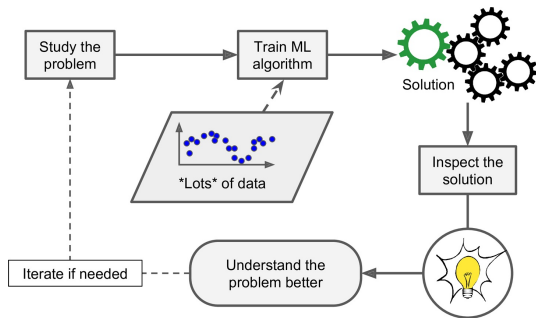 Study the
problem
Train ML
algorithm
Solution
*Lots* of data
Inspect the
solution
Understand the
problem better
Iterate if needed